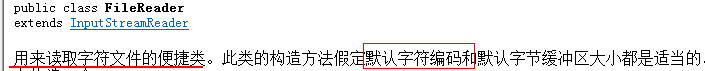 public class FileReader
extends InputStreamReader
用来读取字符文件的便捷类。此类的构造方法假定默认字符编码和默认字节缓冲区大小都是适当的.